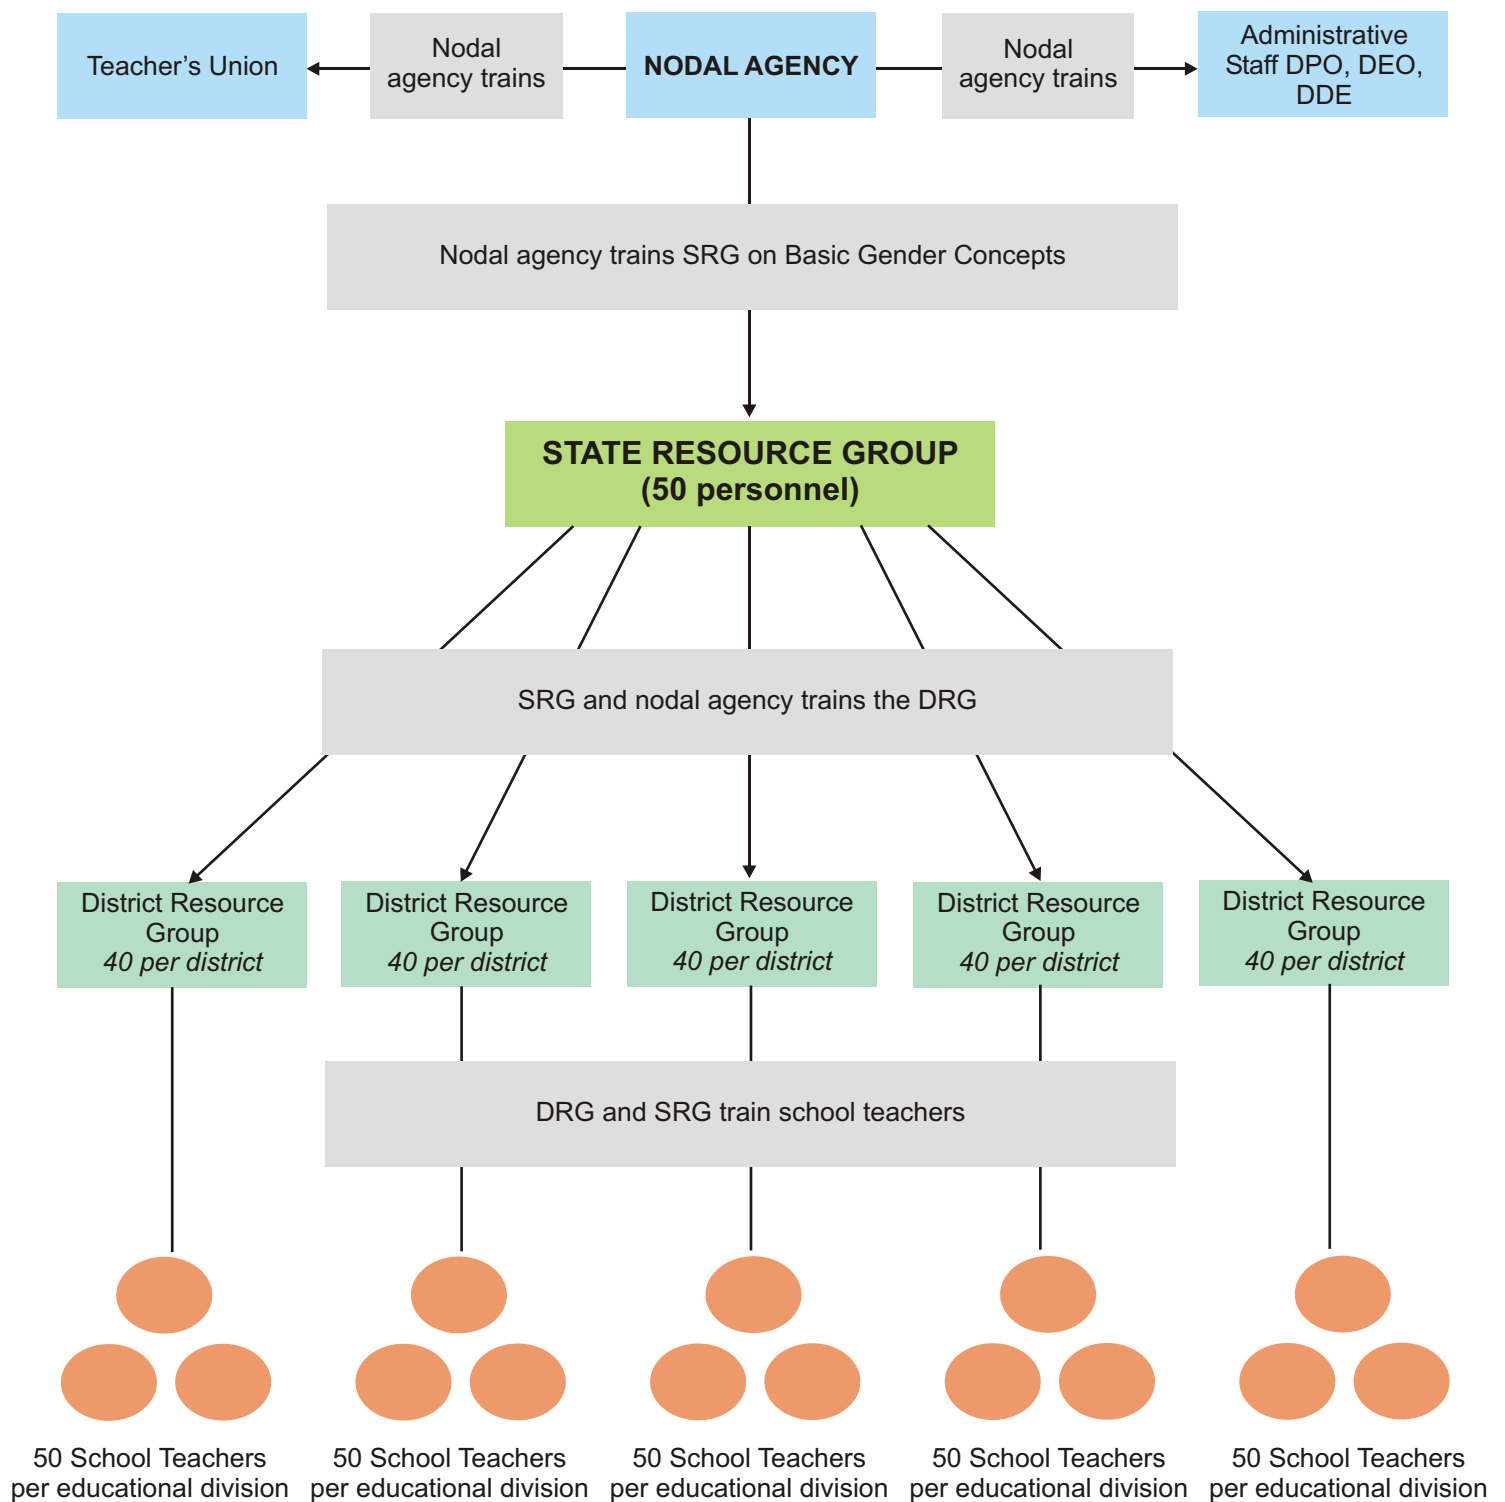 Teacher’s Union
Nodal
agency trains
NODAL AGENCY
Nodal
agency trains
Administrative
Staff DPO, DEO,
DDE
Nodal agency trains SRG on Basic Gender Concepts
STATE RESOURCE GROUP
(50 personnel)
SRG and nodal agency trains the DRG
District Resource
Group
40 per district
District Resource
Group
40 per district
District Resource
Group
40 per district
District Resource
Group
40 per district
District Resource
Group
40 per district
DRG and SRG train school teachers
50 School Teachers
per educational division
50 School Teachers
per educational division
50 School Teachers
per educational division
50 School Teachers
per educational division
50 School Teachers
per educational division